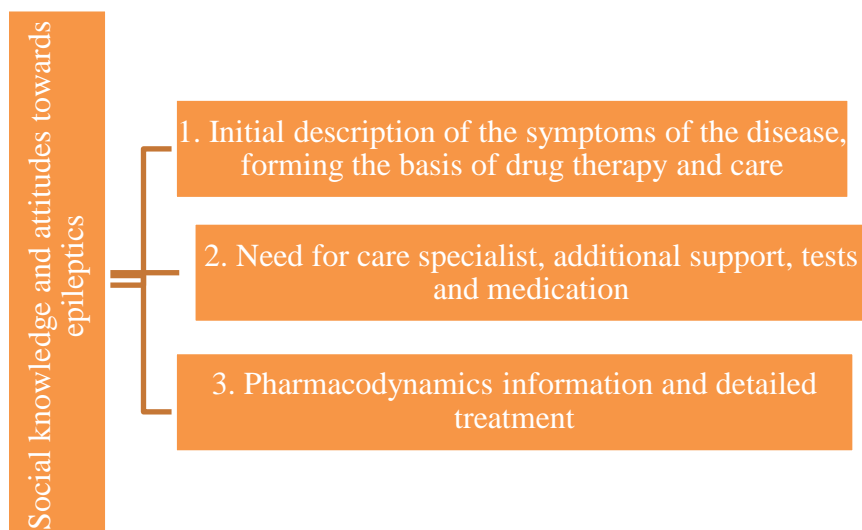 Social knowledge and attitudes towards
epileptics
1. Initial description of the symptoms of the disease,
forming the basis of drug therapy and care
2. Need for care specialist, additional support, tests
and medication
3. Pharmacodynamics information and detailed
treatment